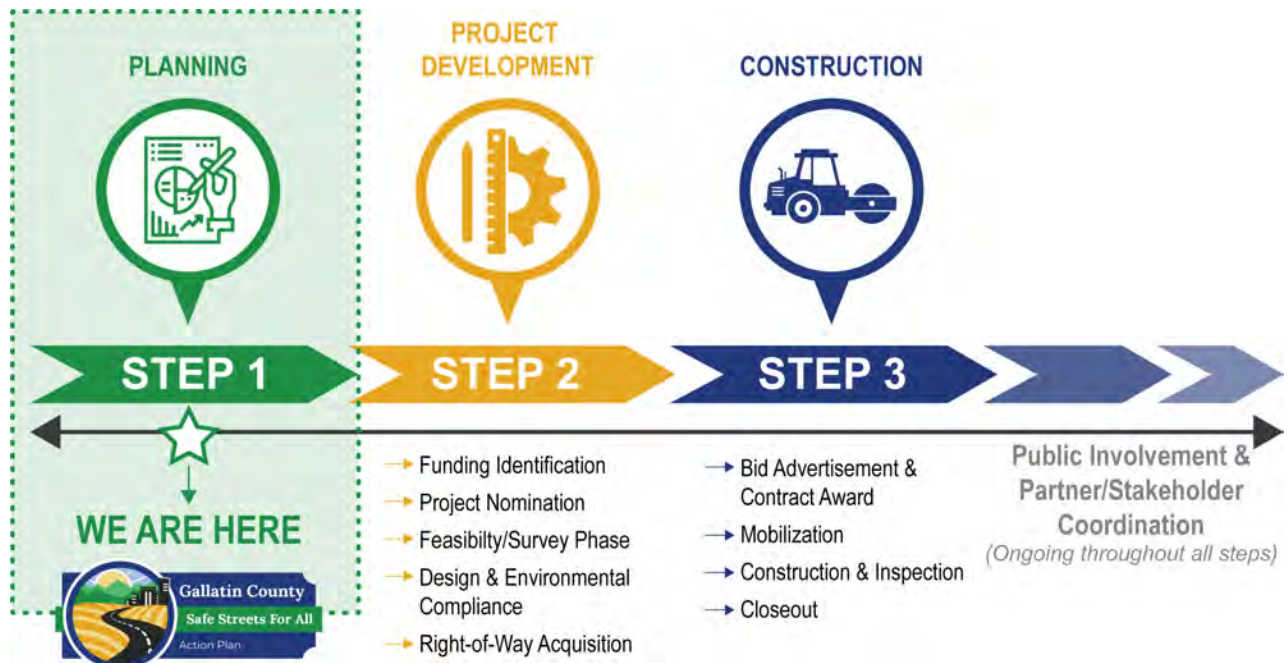 PLANNING
PROJECT
DEVELOPMENT
CONSTRUCTION
STEP 1
STEP 2
STEP 3
WE ARE HERE
Gallatin County
Safe Streets For All
Action Plan
Funding Identification
Project Nomination
Feasibilty/Survey Phase
Design & Environmental
Compliance
Right-of-Way Acquisition
Bid Advertisement &
Contract Award
Mobilization
Construction & Inspection
Closeout
Public Involvement &
Partner/Stakeholder
Coordination
(Ongoing throughout all steps)